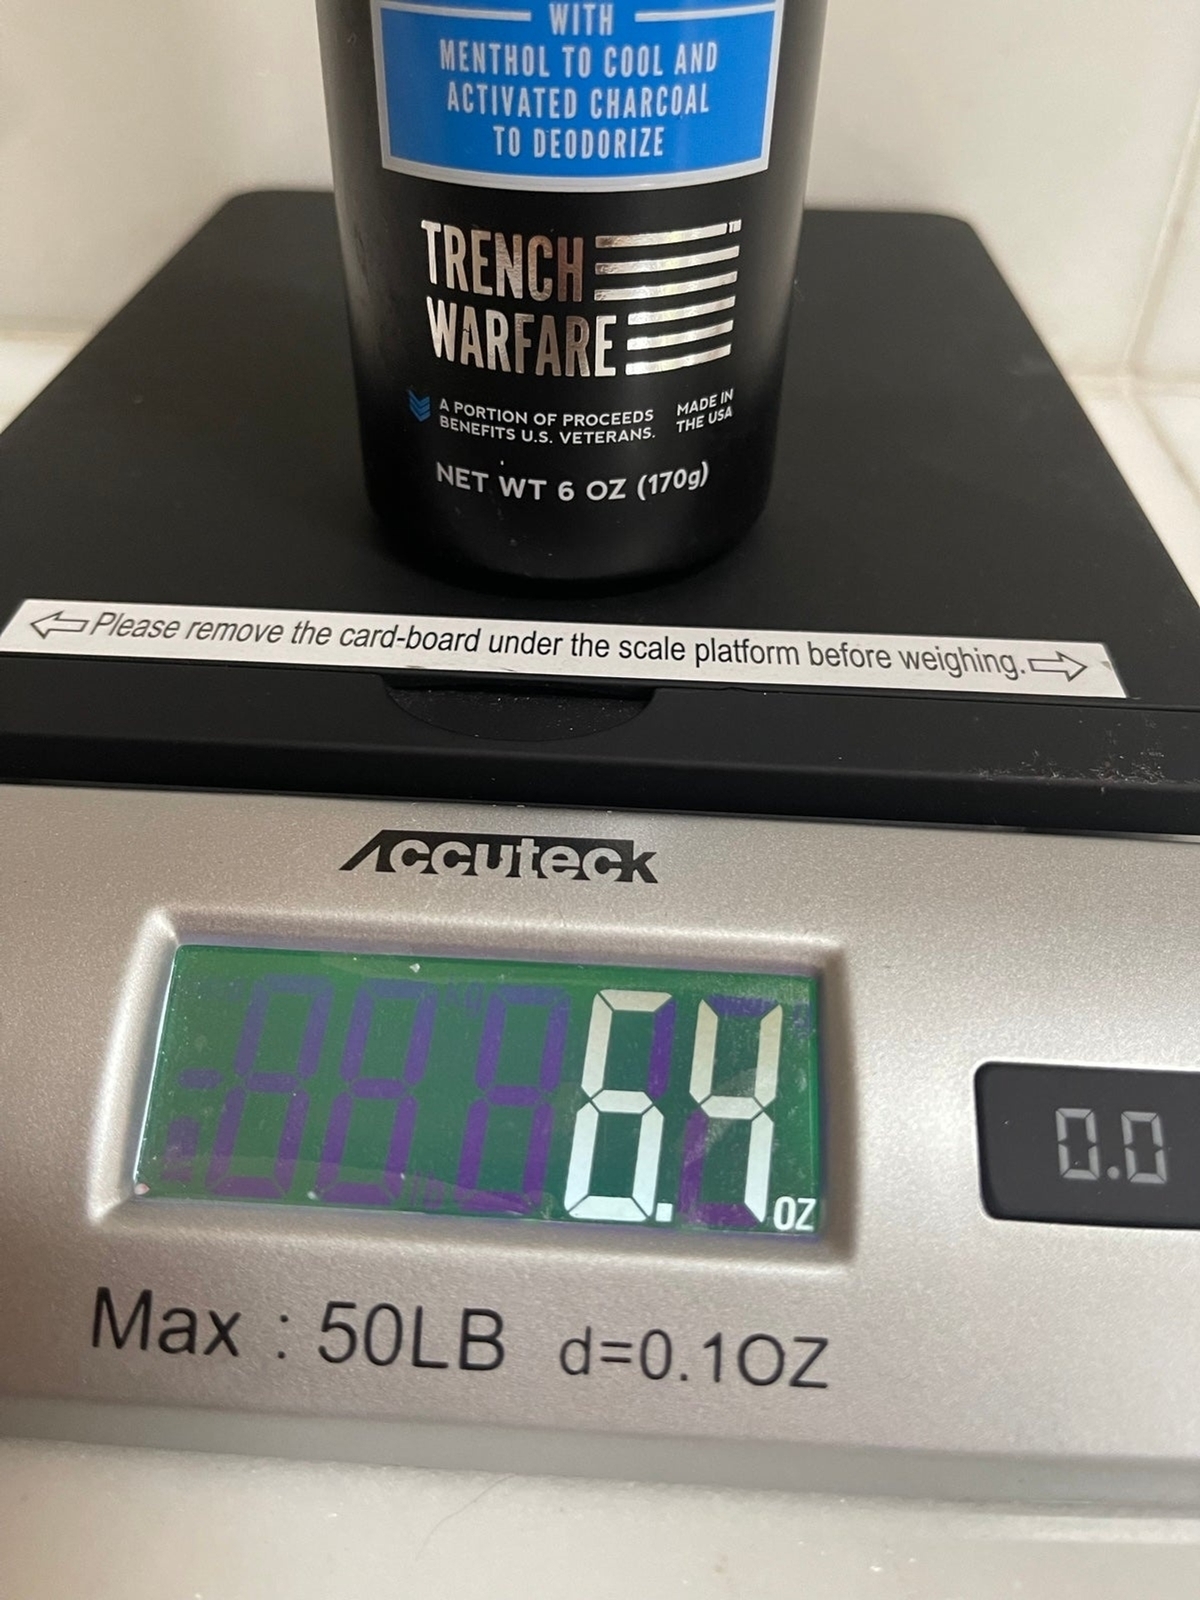 WITH
MENTHOL TO COOL AND
ACTIVATED CHARCOAL
TO DEODORIZE
TRENCH ™
WARFARE
A PORTION OF PROCEEDS
BENEFITS U.S. VETERANS.
MADE IN
THE USA
NET WT 6 OZ (170g)
Please remove the card-board under the scale platform before weighing.
Accuteck
6.4 OZ
0.0
Max : 50LB d=0.1OZ